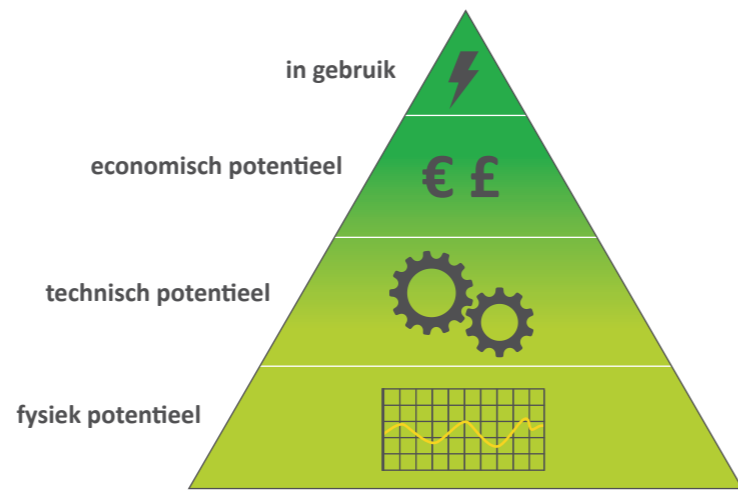 in gebruik
economisch potentieel
€ £
technisch potentieel
fysiek potentieel